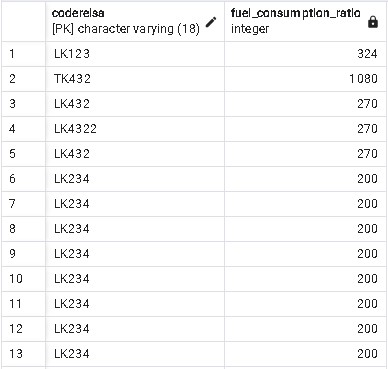 coderelsa fuel_consumption_ratio
[PK] character varying (18) integer
1 LK123 324
2 TK432 1080
3 LK432 270
4 LK4322 270
5 LK432 270
6 LK234 200
7 LK234 200
8 LK234 200
9 LK234 200
10 LK234 200
11 LK234 200
12 LK234 200
13 LK234 200